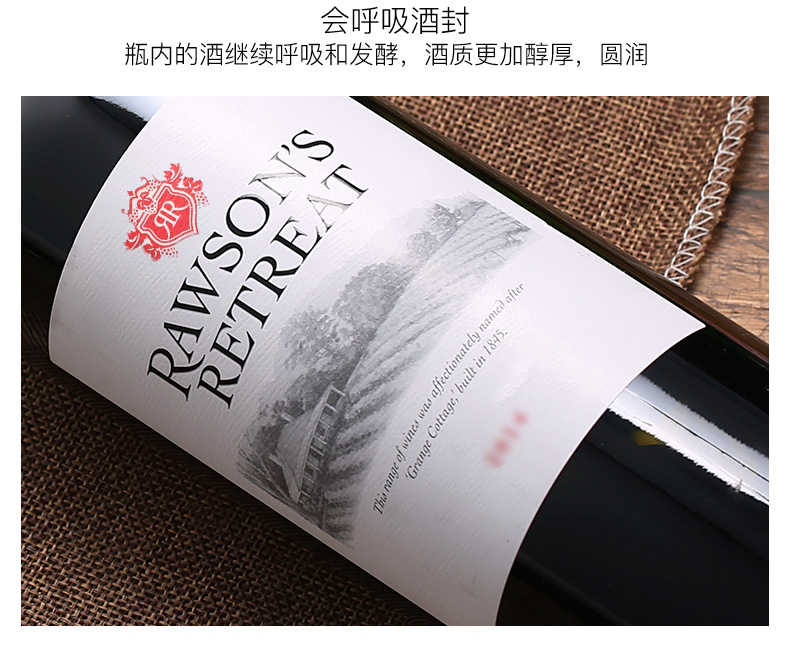 会呼吸酒封
瓶内的酒继续呼吸和发酵，酒质更加醇厚，圆润
RR
RAWSON'S
RETREAT
This range of wines was affectionately named after
'Grange Cottage,' built in 1845.